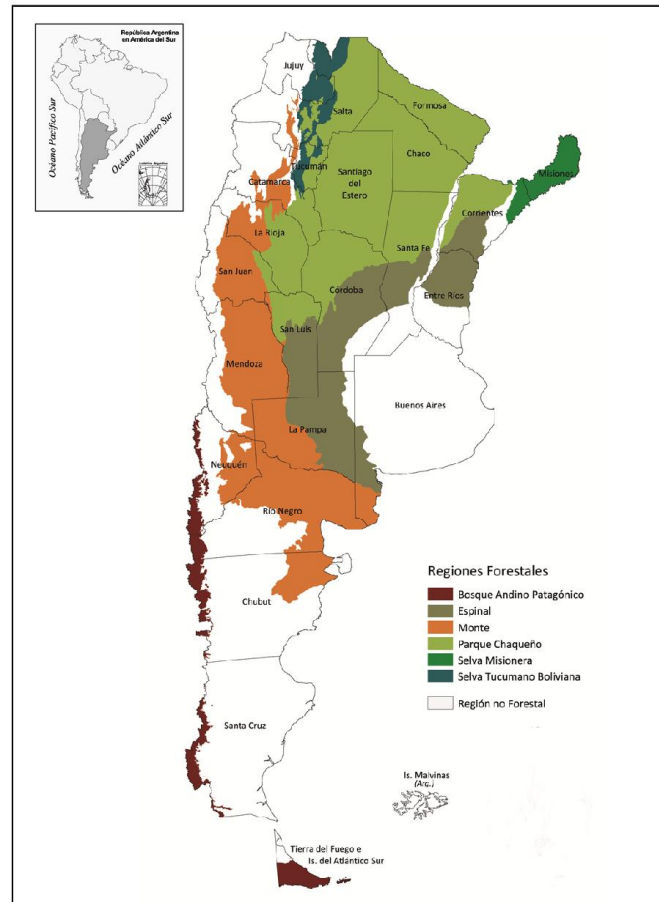 República Argentina
en América del Sur
Océano Pacífico Sur
Océano Atlántico Sur
Jujuy
Salta
Formosa
Tucumán
Chaco
Catamarca
Santiago
del
Estero
Misiones
Corrientes
La Rioja
Santa Fe
San Juan
Córdoba
Entre Ríos
San Luis
Mendoza
Buenos Aires
La Pampa
Neuquén
Río Negro
Chubut
Santa Cruz
Regiones Forestales
Bosque Andino Patagónico
Espinal
Monte
Parque Chaqueño
Selva Misionera
Selva Tucumano Boliviana
Región no Forestal
Is. Malvinas
(Arg.)
Tierra del Fuego e
Is. del Atlántico Sur